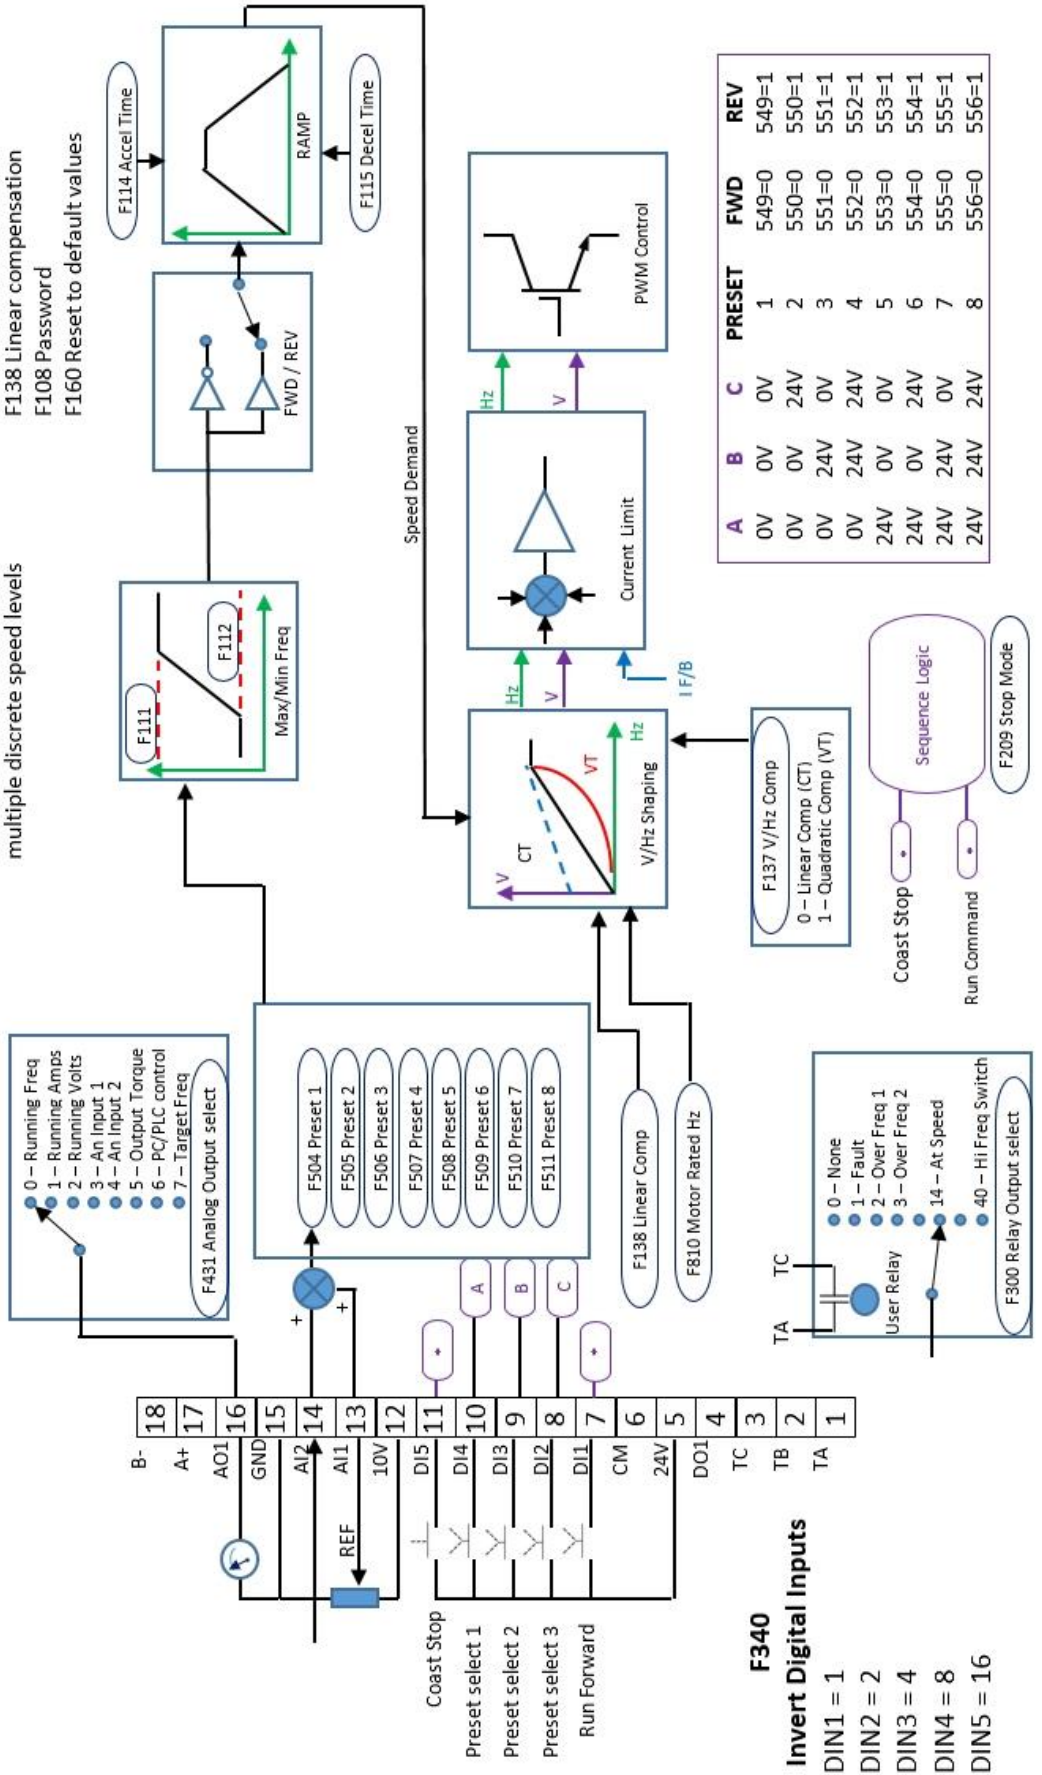 multiple discrete speed levels
F138 Linear compensation
F108 Password
F160 Reset to default values
0 – Running Freq
1 – Running Amps
2 – Running Volts
3 – An Input 1
4 – An Input 2
5 – Output Torque
6 – PC/PLC control
7 – Target Freq
F431 Analog Output select
F111
F112
Max/Min Freq
FWD / REV
F114 Accel Time
RAMP
F115 Decel Time
B-
A+
AO1
GND
AI2
AI1
10V
DI5
DI4
DI3
DI2
DI1
CM
24V
DO1
TC
TB
TA
18
17
16
15
14
13
12
11
10
9
8
7
6
5
4
3
2
1
REF
+
+
F504 Preset 1
F505 Preset 2
F506 Preset 3
F507 Preset 4
F508 Preset 5
F509 Preset 6
F510 Preset 7
F511 Preset 8
A
B
C
Coast Stop
Preset select 1
Preset select 2
Preset select 3
Run Forward
Speed Demand
V
CT
VT
Hz
V/Hz Shaping
Hz
V
I F/B
Current Limit
Hz
V
PWM Control
F138 Linear Comp
F810 Motor Rated Hz
F137 V/Hz Comp
0 – Linear Comp (CT)
1 – Quadratic Comp (VT)
A B C PRESET FWD REV
0V 0V 0V 1 549=0 549=1
0V 0V 24V 2 550=0 550=1
0V 24V 0V 3 551=0 551=1
0V 24V 24V 4 552=0 552=1
24V 0V 0V 5 553=0 553=1
24V 0V 24V 6 554=0 554=1
24V 24V 0V 7 555=0 555=1
24V 24V 24V 8 556=0 556=1
F340
Invert Digital Inputs
DIN1 = 1
DIN2 = 2
DIN3 = 4
DIN4 = 8
DIN5 = 16
TA
TC
User Relay
0 – None
1 – Fault
2 – Over Freq 1
3 – Over Freq 2
14 – At Speed
40 – Hi Freq Switch
F300 Relay Output select
Coast Stop
Run Command
Sequence Logic
F209 Stop Mode